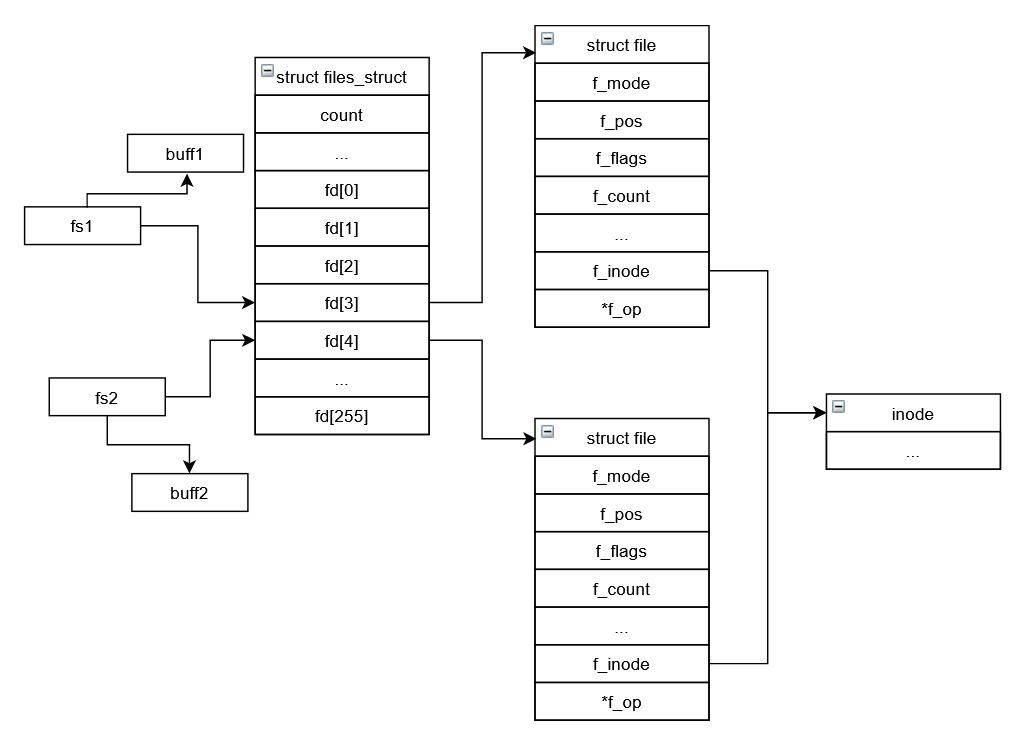 struct files_struct
count
...
fd[0]
fd[1]
fd[2]
fd[3]
fd[4]
...
fd[255]
buff1
fs1
fs2
buff2
struct file
f_mode
f_pos
f_flags
f_count
...
f_inode
*f_op
struct file
f_mode
f_pos
f_flags
f_count
...
f_inode
*f_op
inode
...